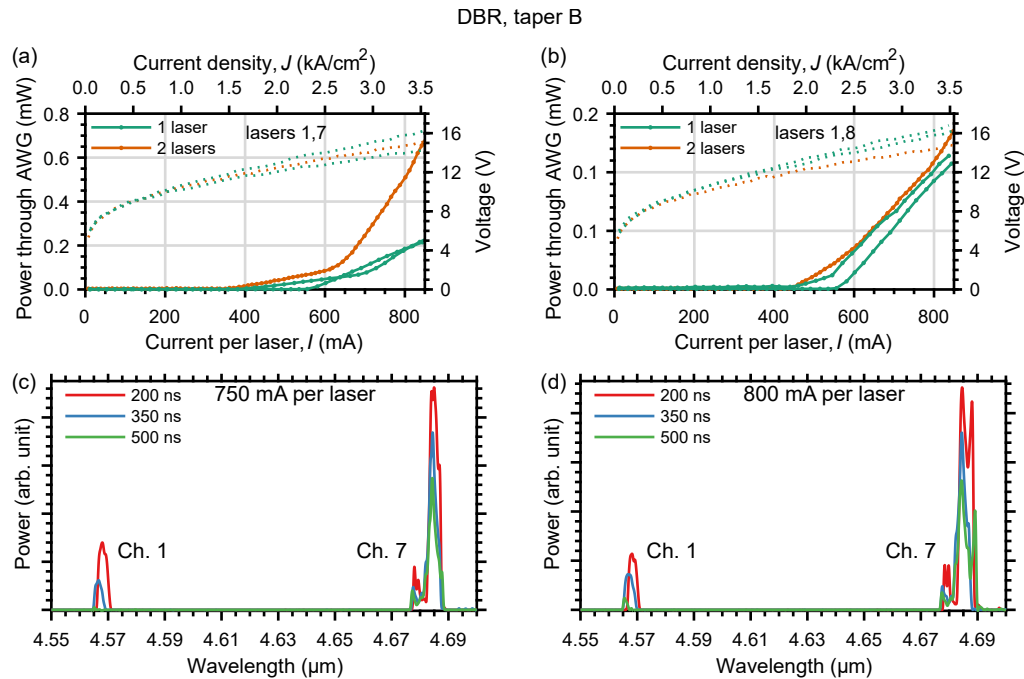 DBR, taper B
(a)
Current density, J (kA/cm²)
0.0 0.5 1.0 1.5 2.0 2.5 3.0 3.5
Power through AWG (mW)
0.8
0.6
0.4
0.2
0.0
1 laser
2 lasers
lasers 1,7
16
12
8
4
0
Voltage (V)
0 200 400 600 800
Current per laser, I (mA)
(b)
Current density, J (kA/cm²)
0.0 0.5 1.0 1.5 2.0 2.5 3.0 3.5
Power through AWG (mW)
0.2
0.1
0.1
0.0
1 laser
2 lasers
lasers 1,8
16
12
8
4
0
Voltage (V)
0 200 400 600 800
Current per laser, I (mA)
(c)
750 mA per laser
Power (arb. unit)
200 ns
350 ns
500 ns
Ch. 1
Ch. 7
4.55 4.57 4.59 4.61 4.63 4.65 4.67 4.69
Wavelength (μm)
(d)
800 mA per laser
Power (arb. unit)
200 ns
350 ns
500 ns
Ch. 1
Ch. 7
4.55 4.57 4.59 4.61 4.63 4.65 4.67 4.69
Wavelength (μm)